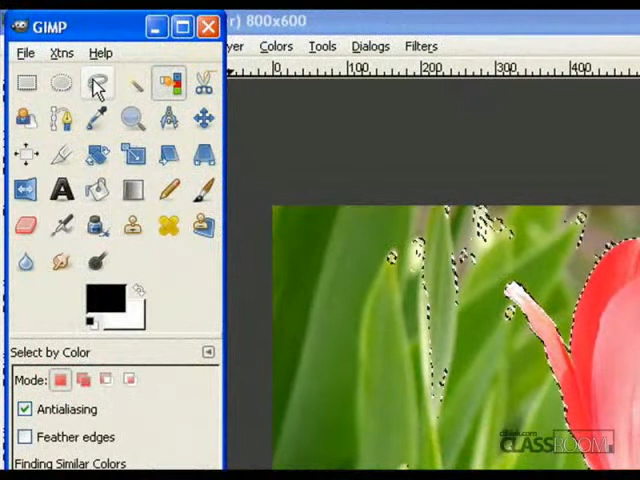 GIMP
r) 800x600
File Xtns Help
yer Colors Tools Dialogs Filters
0 100 200 300 400
Select by Color
Mode:
Antialiasing
Feather edges
Finding Similar Colors
CLASSROOM